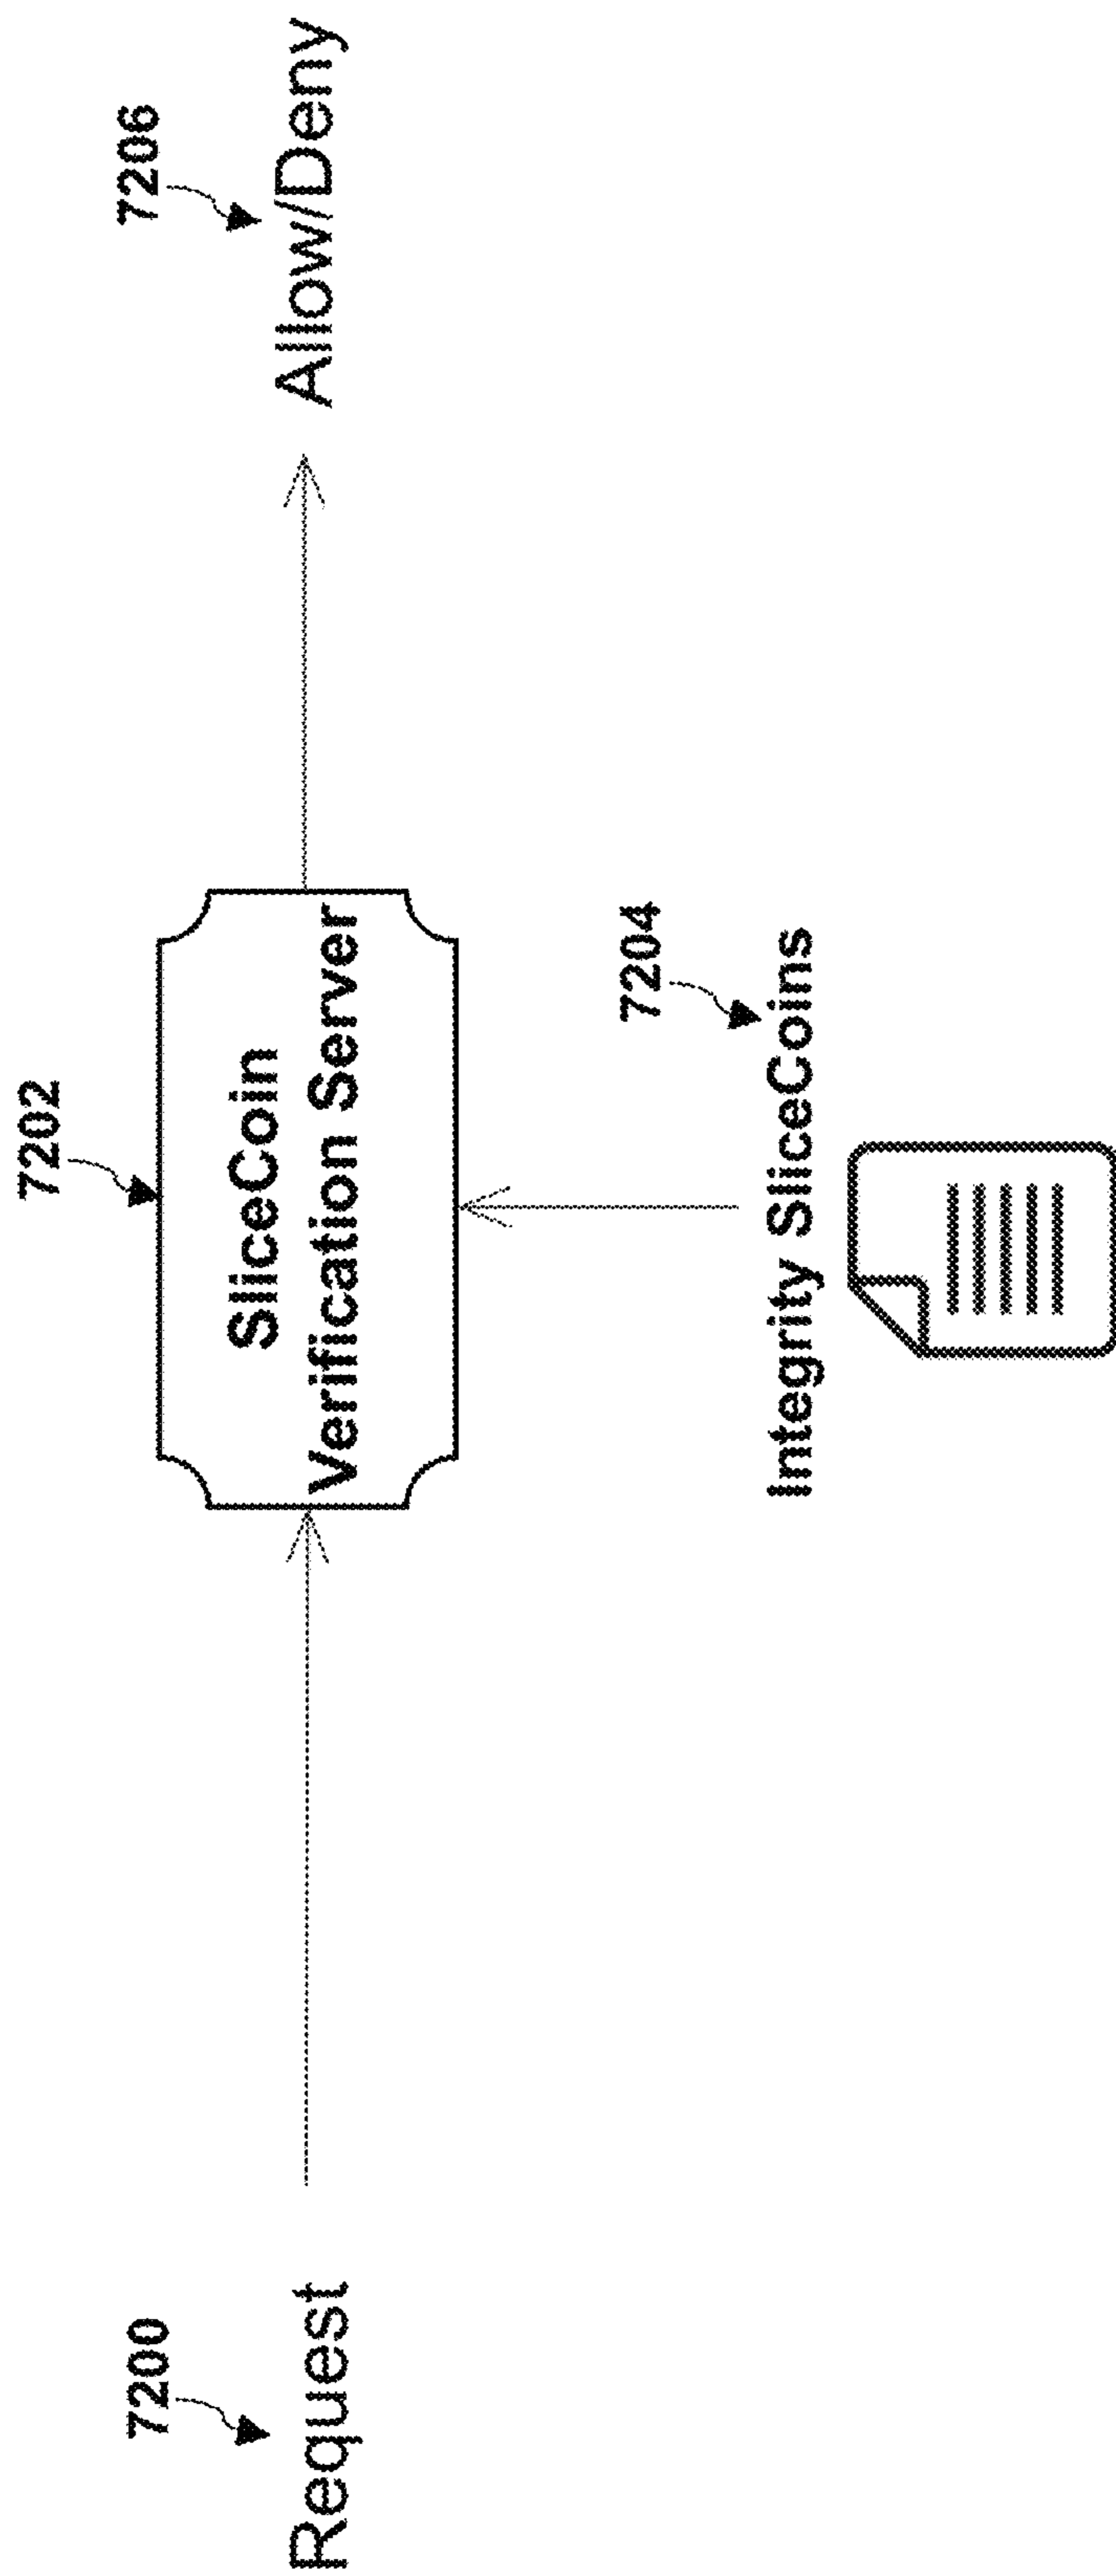 7200
Request
7202
SliceCoin
Verification Server
7204
Integrity SliceCoins
7206
Allow/Deny